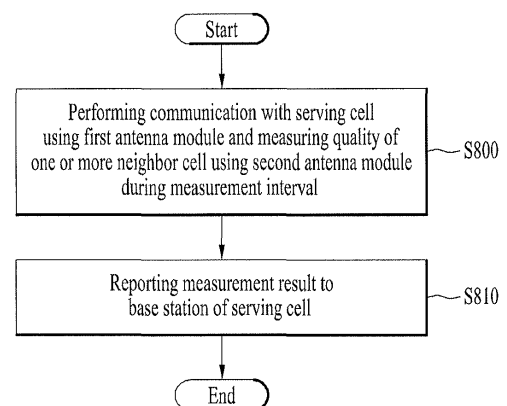 Start
Performing communication with serving cell
using first antenna module and measuring quality of
one or more neighbor cell using second antenna module
during measurement interval
S800
Reporting measurement result to
base station of serving cell
S810
End